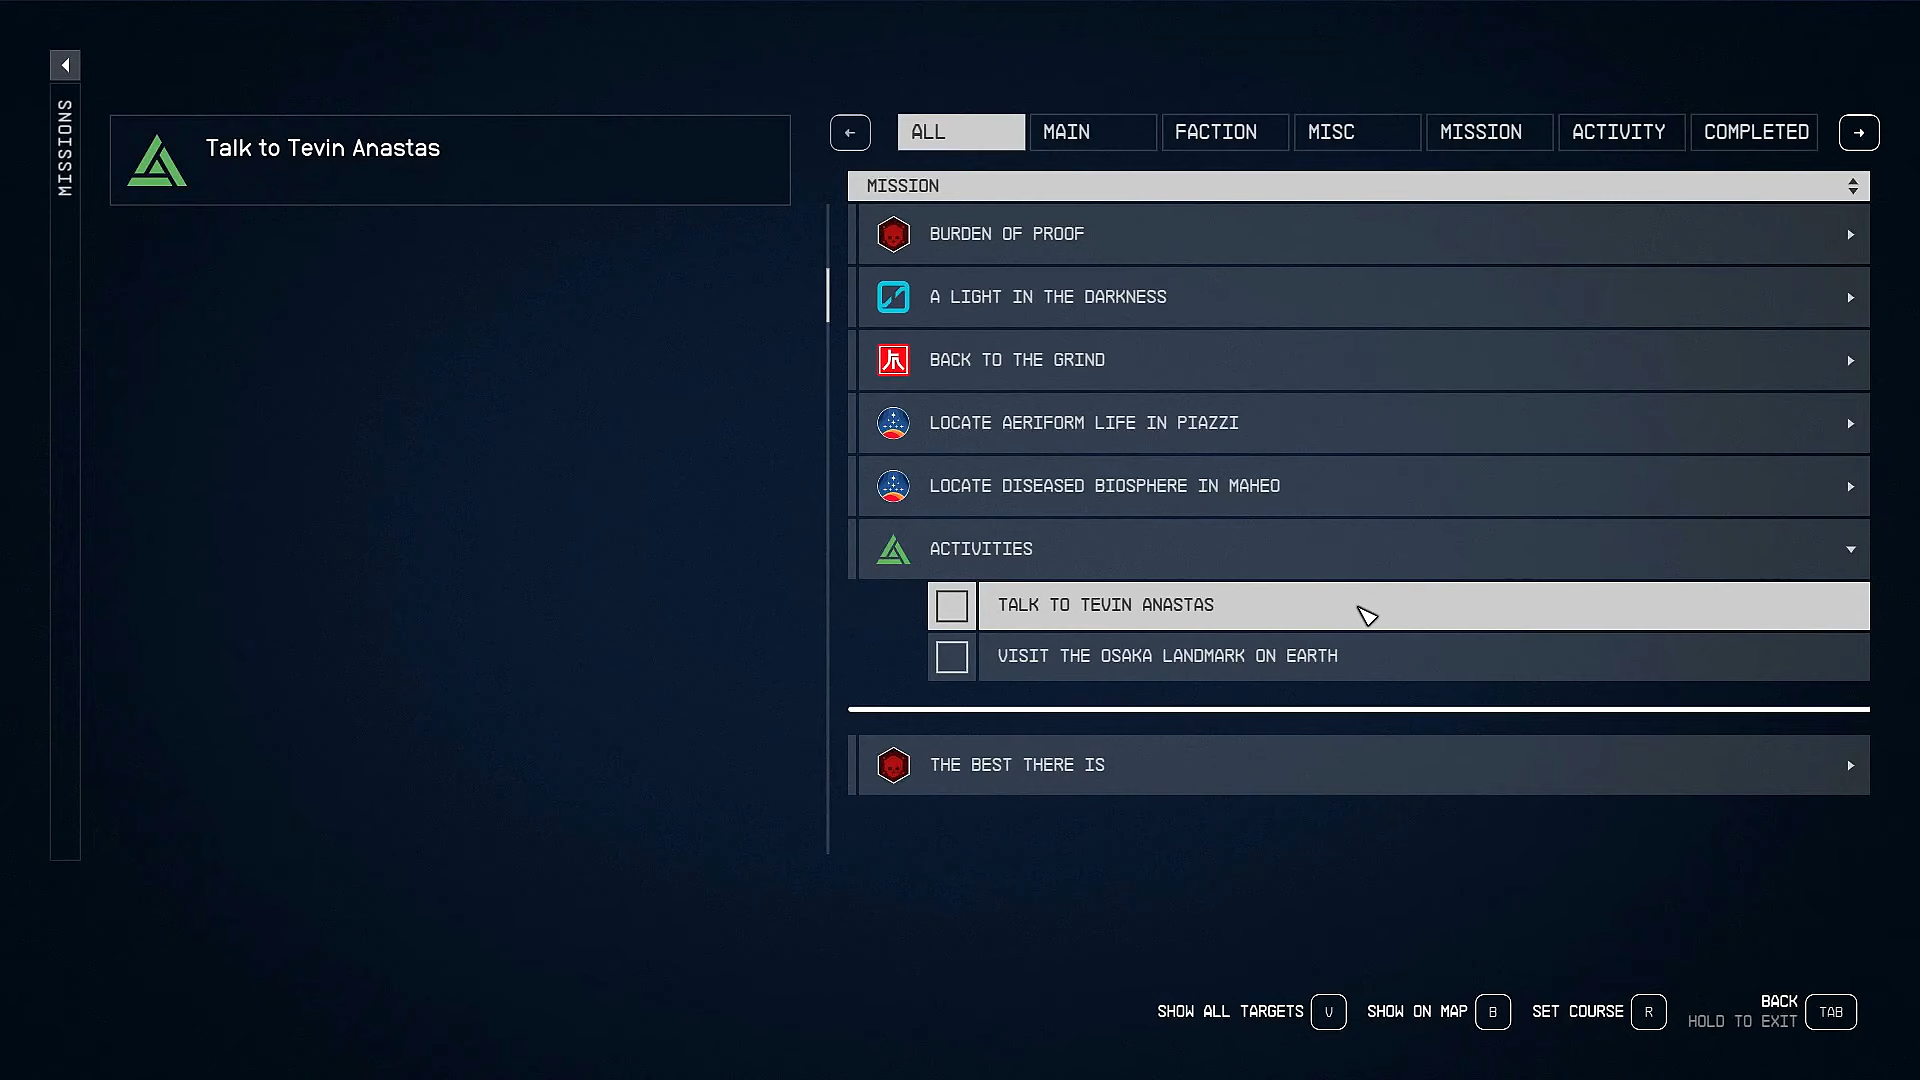 MISSIONS
Talk to Tevin Anastas
ALL
MAIN
FACTION
MISC
MISSION
ACTIVITY
COMPLETED
MISSION
BURDEN OF PROOF
A LIGHT IN THE DARKNESS
BACK TO THE GRIND
LOCATE AERIFORM LIFE IN PIAZZI
LOCATE DISEASED BIOSPHERE IN MAHEO
ACTIVITIES
TALK TO TEVIN ANASTAS
VISIT THE OSAKA LANDMARK ON EARTH
THE BEST THERE IS
SHOW ALL TARGETS V
SHOW ON MAP B
SET COURSE R
BACK
HOLD TO EXIT
TAB